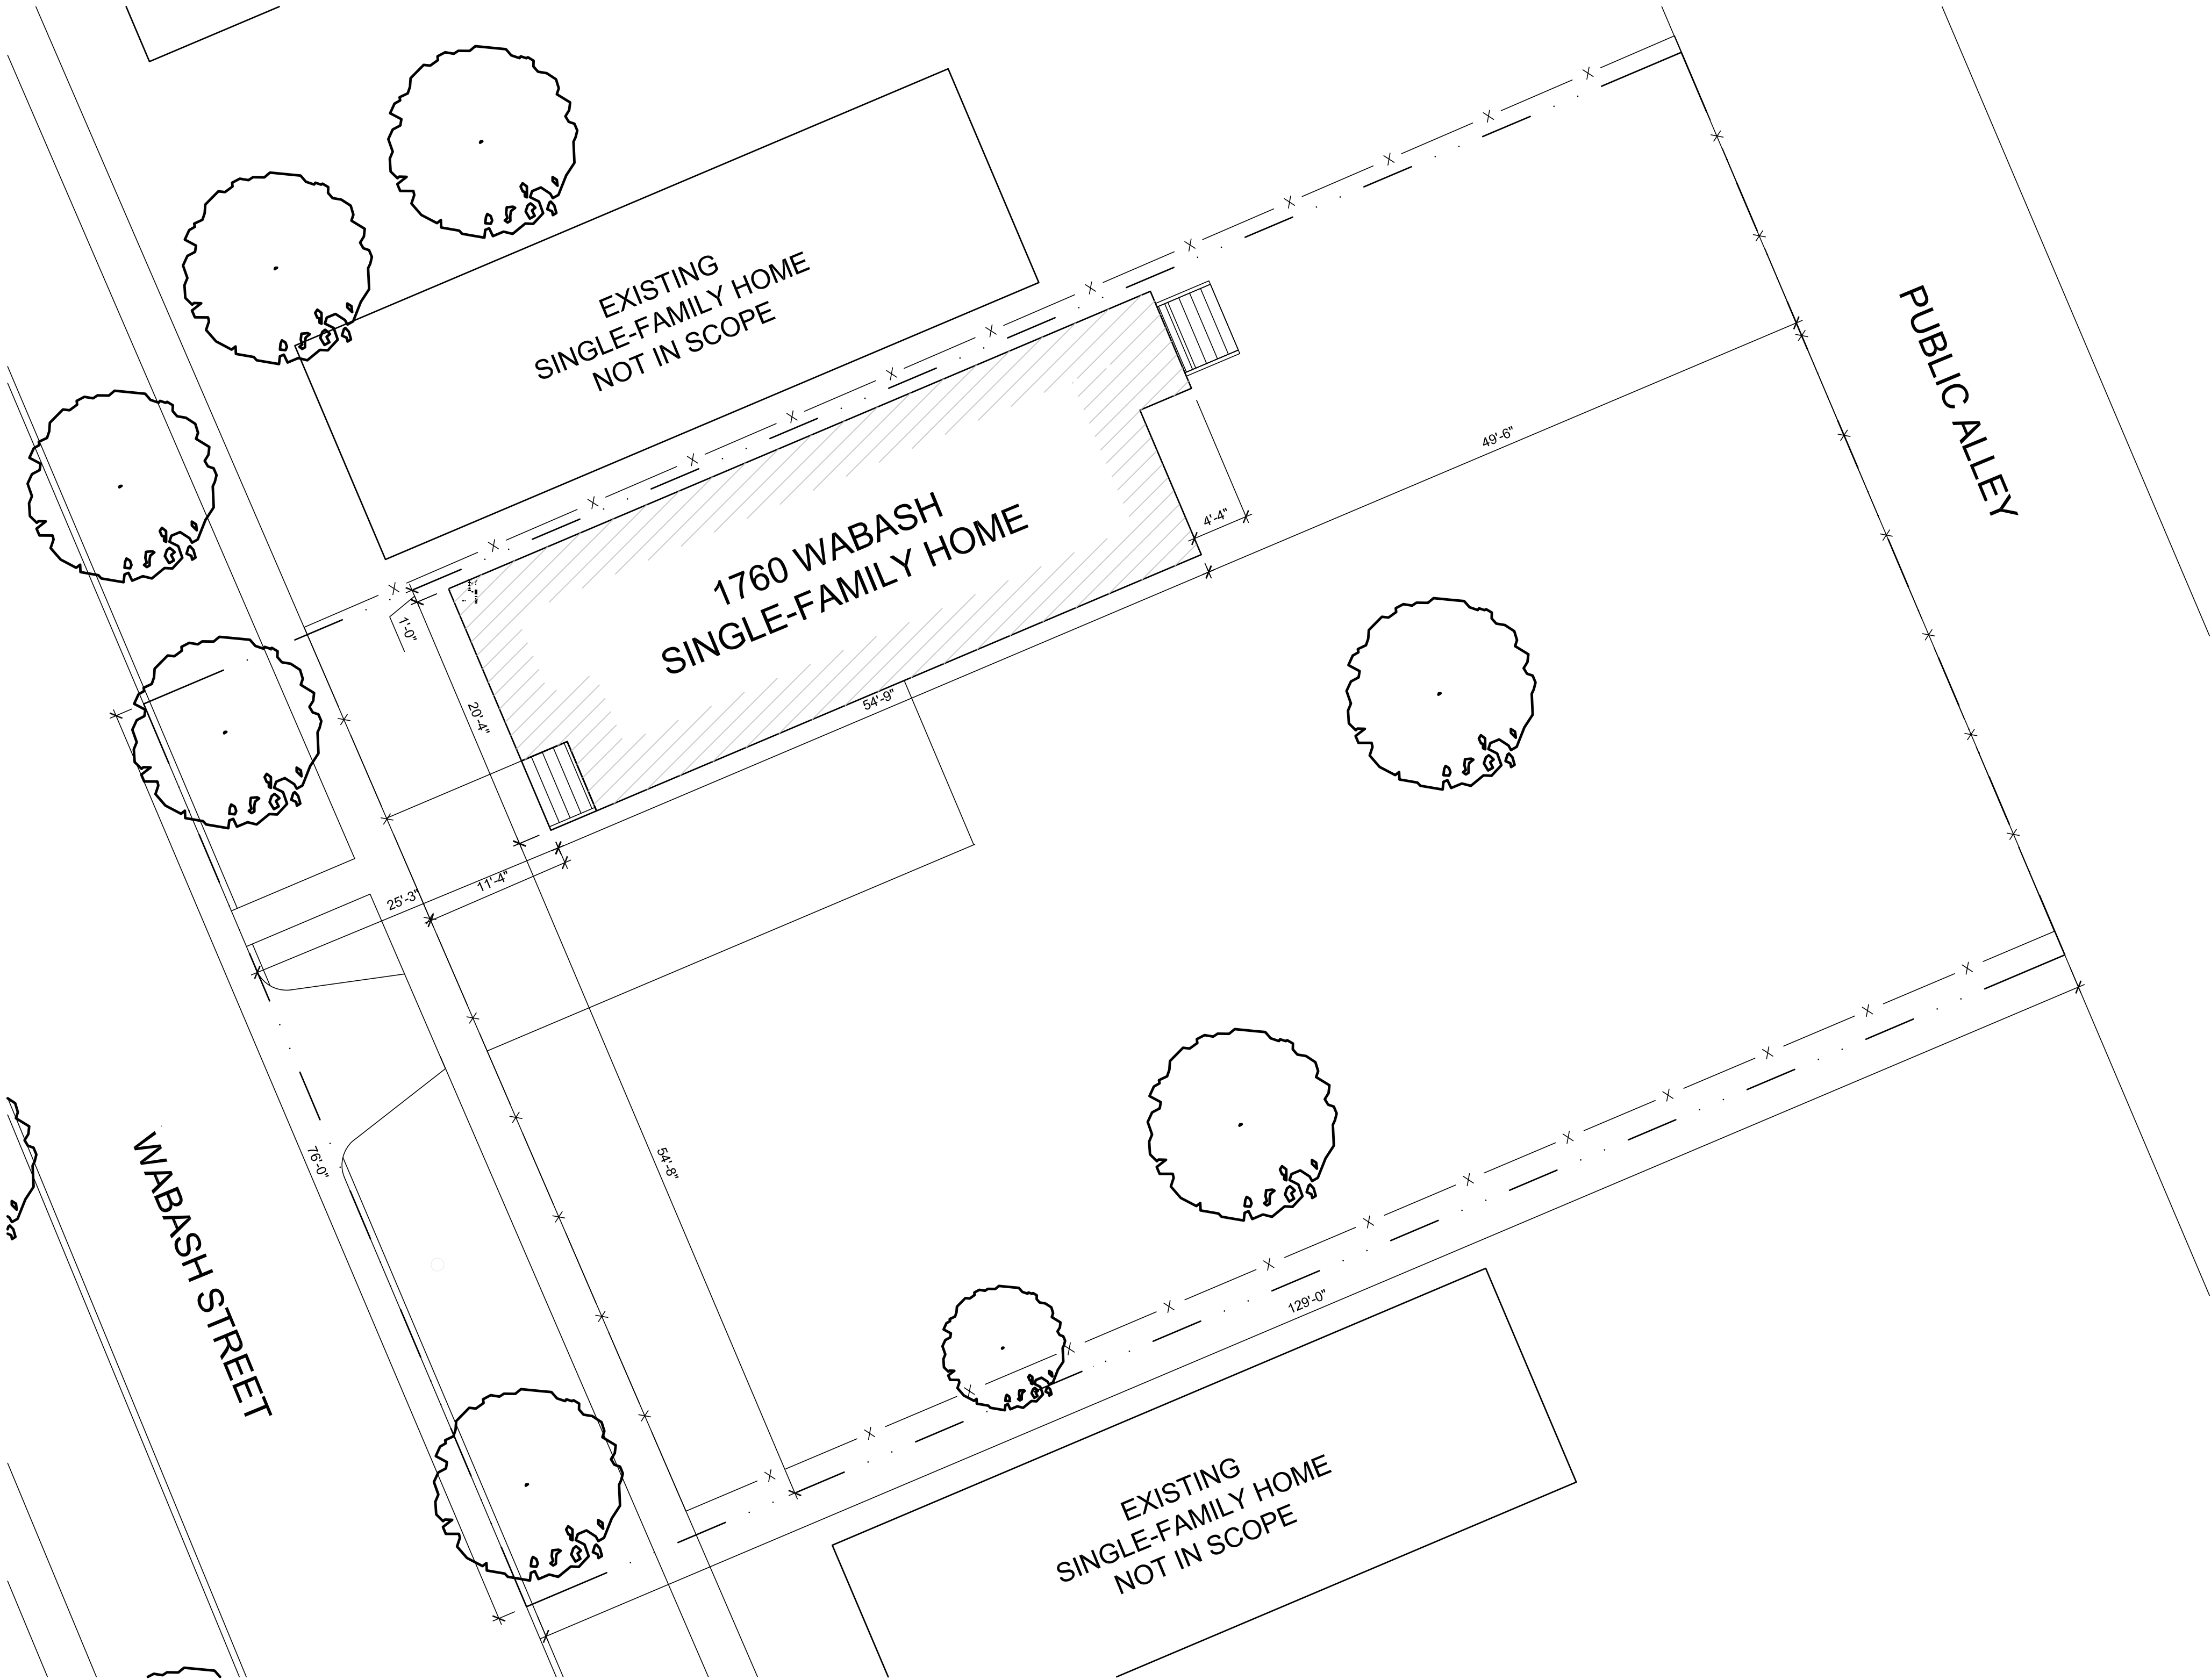 EXISTING
SINGLE-FAMILY HOME
NOT IN SCOPE
PUBLIC ALLEY
49'-6"
4'-4"
1760 WABASH
SINGLE-FAMILY HOME
1'-0"
20'-4"
54'-9"
11'-4"
25'-3"
WABASH STREET
76'-0"
54'-8"
129'-0"
EXISTING
SINGLE-FAMILY HOME
NOT IN SCOPE